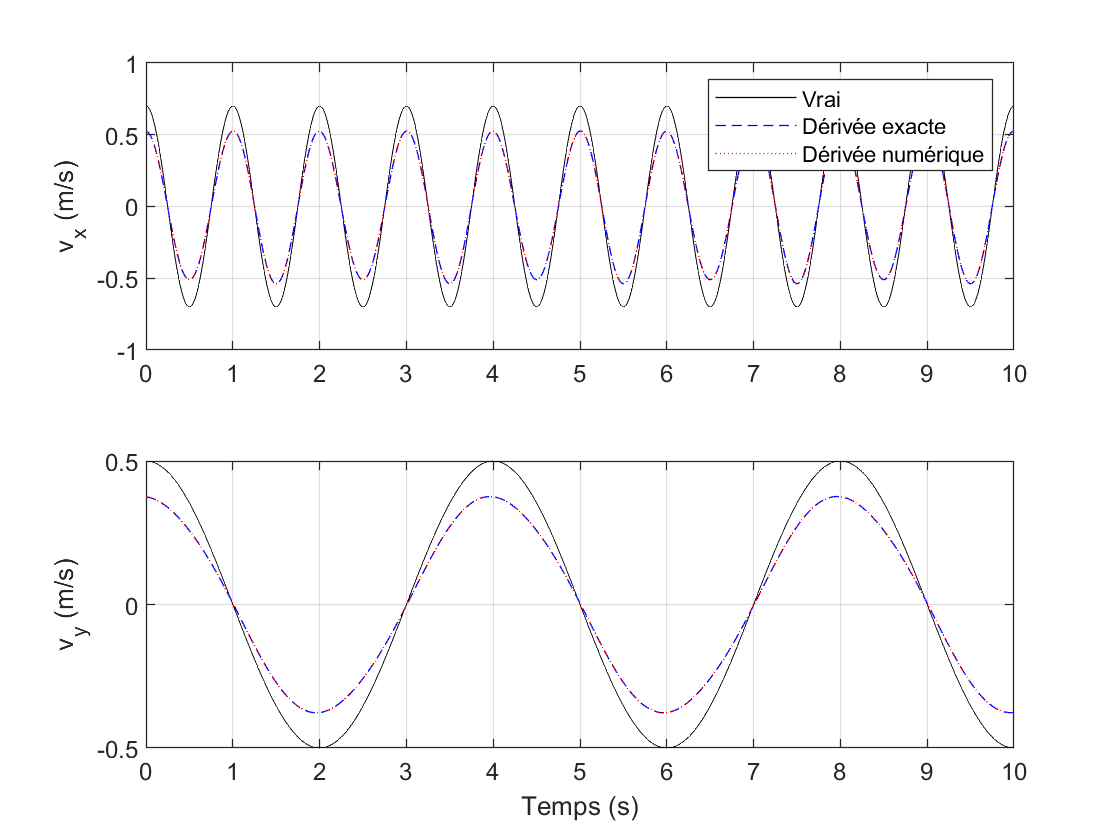 1
0.5
0
-0.5
-1
v_x (m/s)
Vrai
Dérivée exacte
Dérivée numérique
0 1 2 3 4 5 6 7 8 9 10
0.5
0
-0.5
v_y (m/s)
0 1 2 3 4 5 6 7 8 9 10
Temps (s)